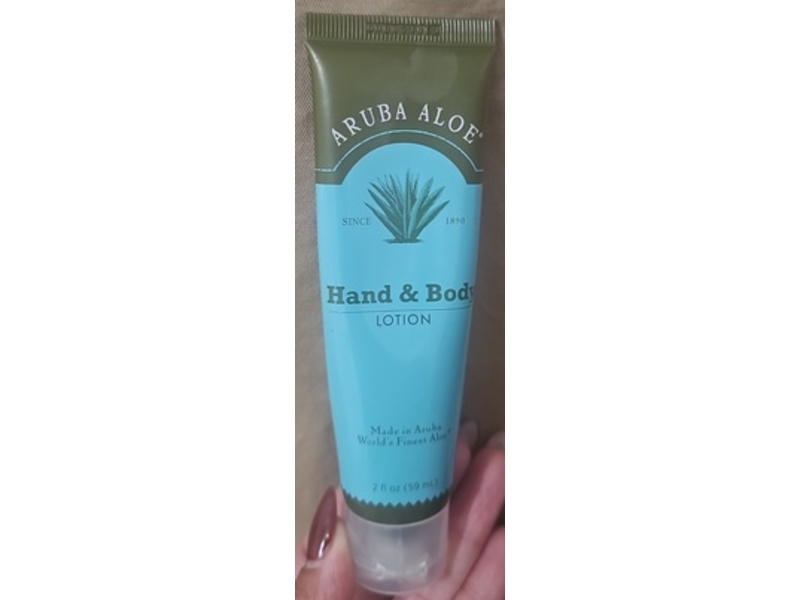 ARUBA ALOE®
SINCE 1890
Hand & Body
LOTION
Made in Aruba
World's Finest Aloe®
2 fl oz (59 mL)